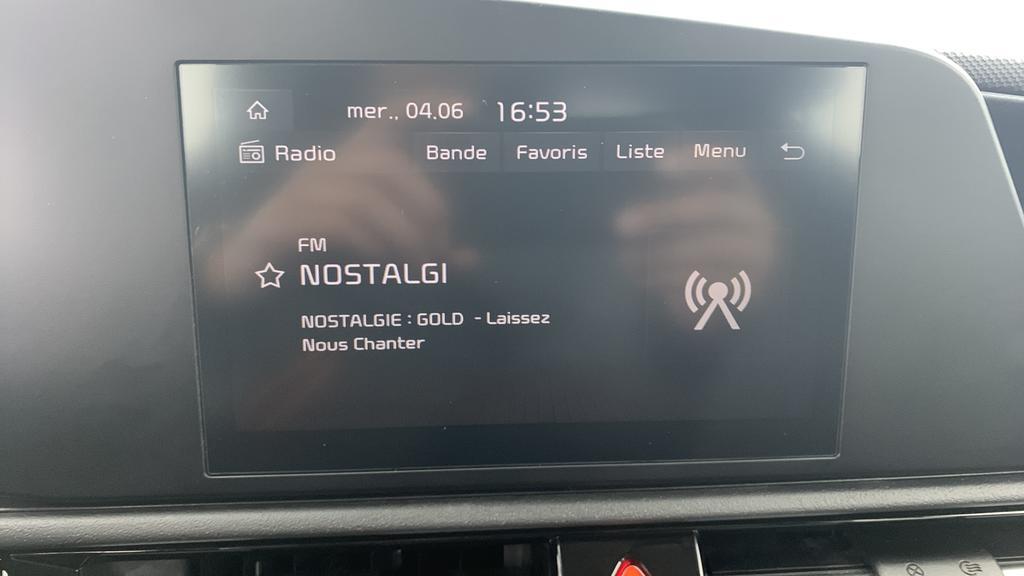 mer., 04.06 16:53
Radio Bande Favoris Liste Menu
FM
NOSTALGI
NOSTALGIE : GOLD - Laissez
Nous Chanter